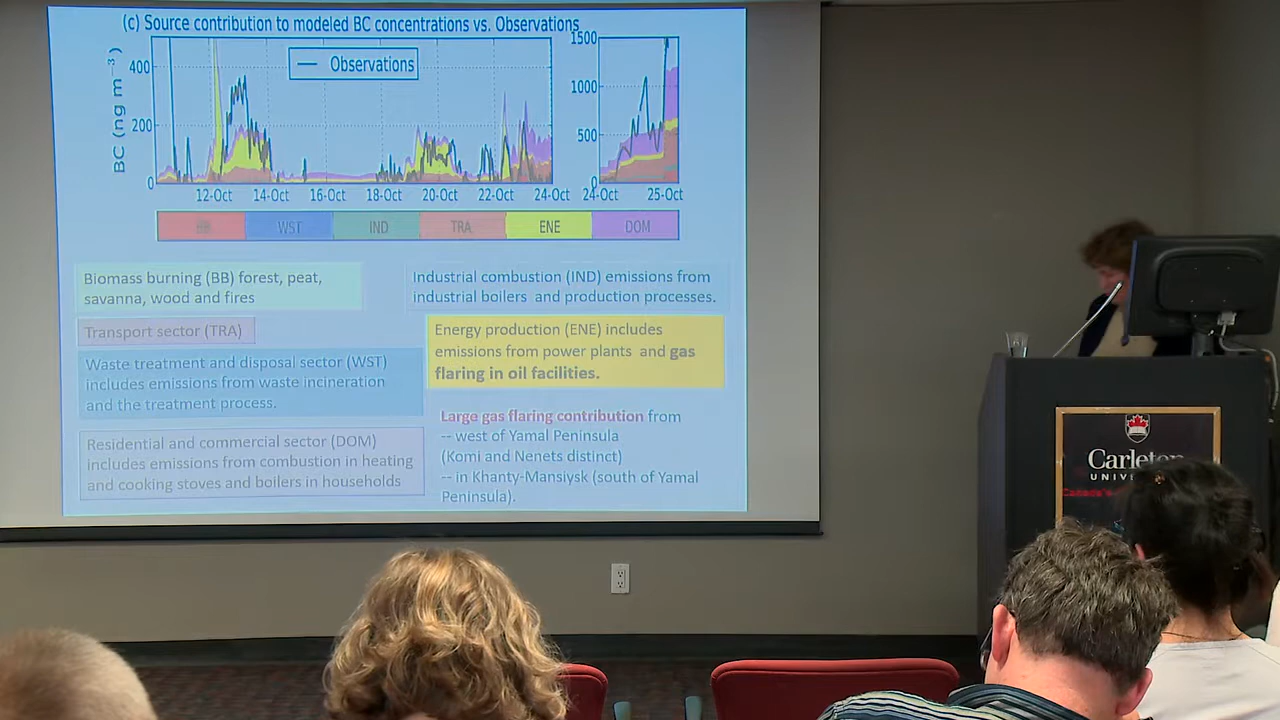 (c) Source contribution to modeled BC concentrations vs. Observations
BC (ng m⁻³)
400
200
0
Observations
12-Oct 14-Oct 16-Oct 18-Oct 20-Oct 22-Oct 24-Oct
1500
1000
500
0
24-Oct 25-Oct
BB WST IND TRA ENE DOM
Biomass burning (BB) forest, peat,
savanna, wood and fires
Transport sector (TRA)
Waste treatment and disposal sector (WST)
includes emissions from waste incineration
and the treatment process.
Residential and commercial sector (DOM)
includes emissions from combustion in heating
and cooking stoves and boilers in households
Industrial combustion (IND) emissions from
industrial boilers and production processes.
Energy production (ENE) includes
emissions from power plants and gas
flaring in oil facilities.
Large gas flaring contribution from
-- west of Yamal Peninsula
(Komi and Nenets distinct)
-- in Khanty-Mansiysk (south of Yamal
Peninsula).
Carleton
UNIV
Canada's